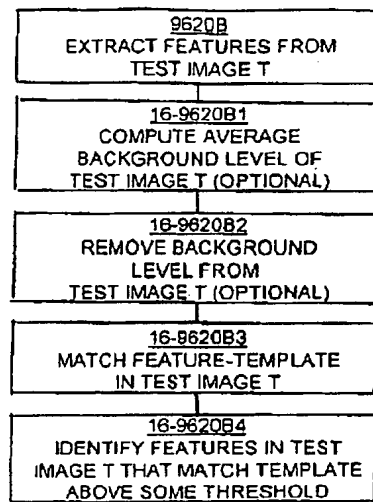 9620B
EXTRACT FEATURES FROM
TEST IMAGE T
16-9620B1
COMPUTE AVERAGE
BACKGROUND LEVEL OF
TEST IMAGE T (OPTIONAL)
16-9620B2
REMOVE BACKGROUND
LEVEL FROM
TEST IMAGE T (OPTIONAL)
16-9620B3
MATCH FEATURE-TEMPLATE
IN TEST IMAGE T
16-9620B4
IDENTIFY FEATURES IN TEST
IMAGE T THAT MATCH TEMPLATE
ABOVE SOME THRESHOLD